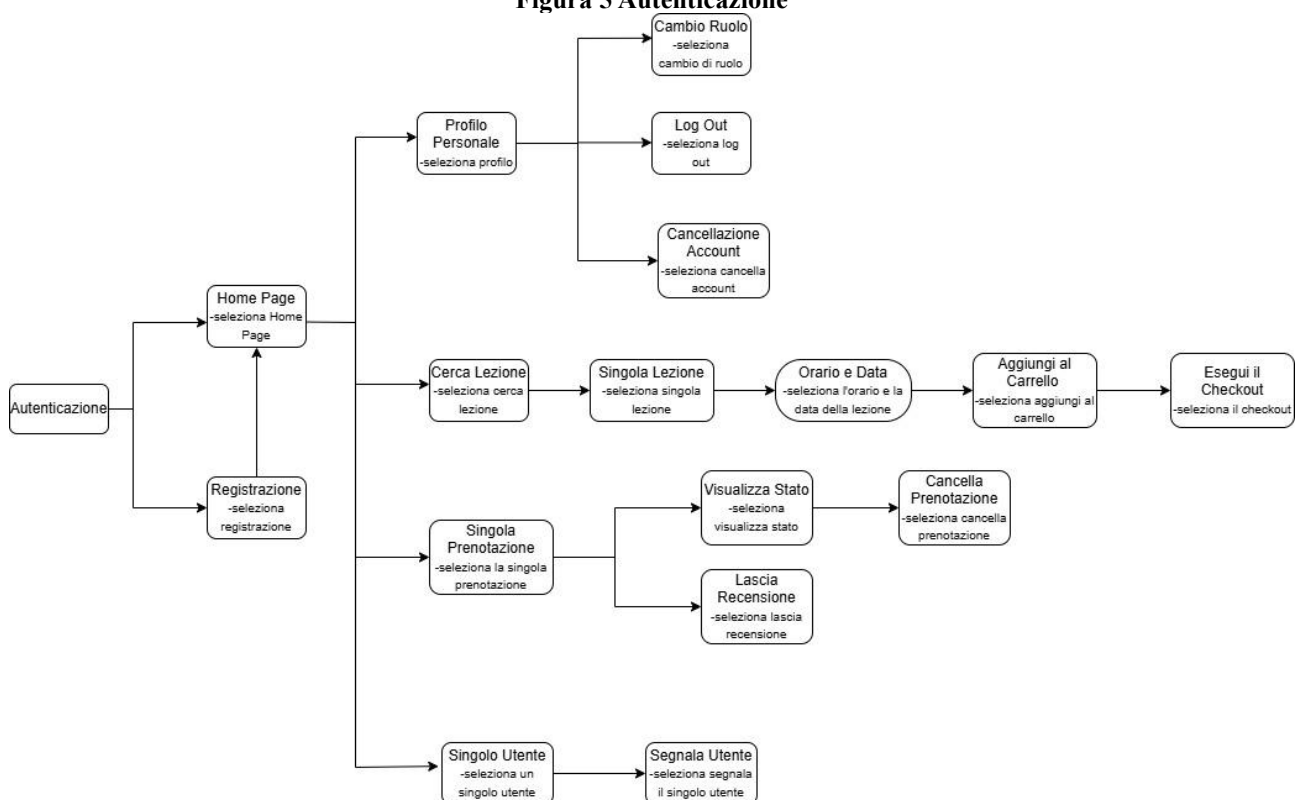 Figura 5 Autenticazione
Cambio Ruolo
-seleziona
cambio di ruolo
Profilo
Personale
-seleziona profilo
Log Out
-seleziona log
out
Cancellazione
Account
-seleziona cancella
account
Home Page
-seleziona Home
Page
Autenticazione
Registrazione
-seleziona
registrazione
Cerca Lezione
-seleziona cerca
lezione
Singola Lezione
-seleziona singola
lezione
Orario e Data
-seleziona l'orario e la
data della lezione
Aggiungi al
Carrello
-seleziona aggiungi al
carrello
Esegui il
Checkout
-seleziona il checkout
Singola
Prenotazione
-seleziona la singola
prenotazione
Visualizza Stato
-seleziona
visualizza stato
Cancella
Prenotazione
-seleziona cancella
prenotazione
Lascia
Recensione
-seleziona lascia
recensione
Singolo Utente
-seleziona un
singolo utente
Segnala Utente
-seleziona segnala
il singolo utente